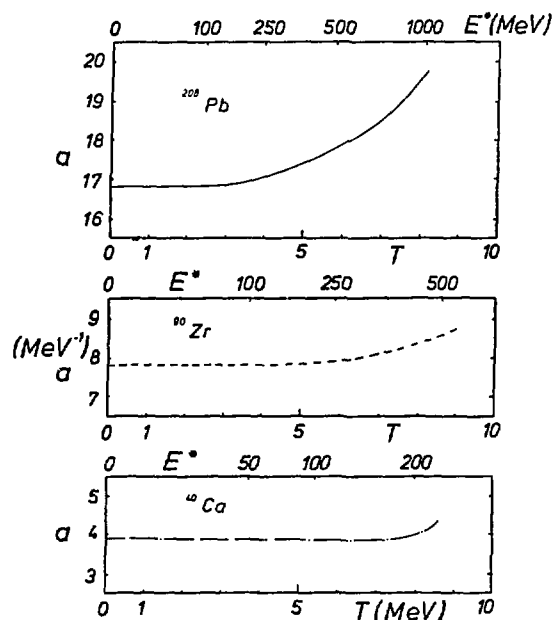 0 100 250 500 1000 E*(MeV)
20
²⁰⁸Pb
19
18
a
17
16
0 1 5 T 10
0 E* 100 250 500
9
⁹⁰Zr
(MeV⁻¹)
8
a
7
0 1 5 T 10
0 E* 50 100 200
5
⁴⁰Ca
a 4
3
0 1 5 T(MeV) 10